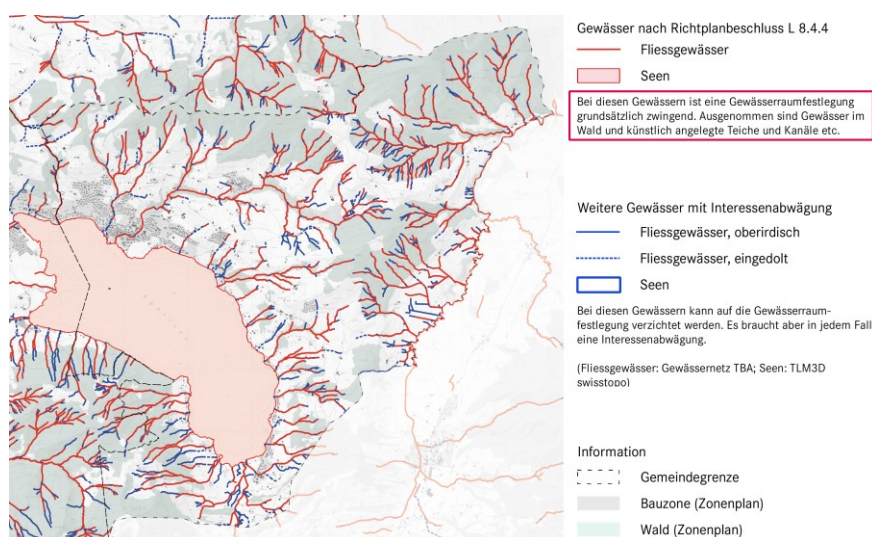 Gewässer nach Richtplanbeschluss L 8.4.4
Fliessgewässer
Seen
Bei diesen Gewässern ist eine Gewässerraumfestlegung
grundsätzlich zwingend. Ausgenommen sind Gewässer im
Wald und künstlich angelegte Teiche und Kanäle etc.
Weitere Gewässer mit Interessenabwägung
Fliessgewässer, oberirdisch
Fliessgewässer, eingedolt
Seen
Bei diesen Gewässern kann auf die Gewässerraum-
festlegung verzichtet werden. Es braucht aber in jedem Fall
eine Interessenabwägung.
(Fliessgewässer: Gewässernetz TBA; Seen: TLM3D
swisstopo)
Information
Gemeindegrenze
Bauzone (Zonenplan)
Wald (Zonenplan)